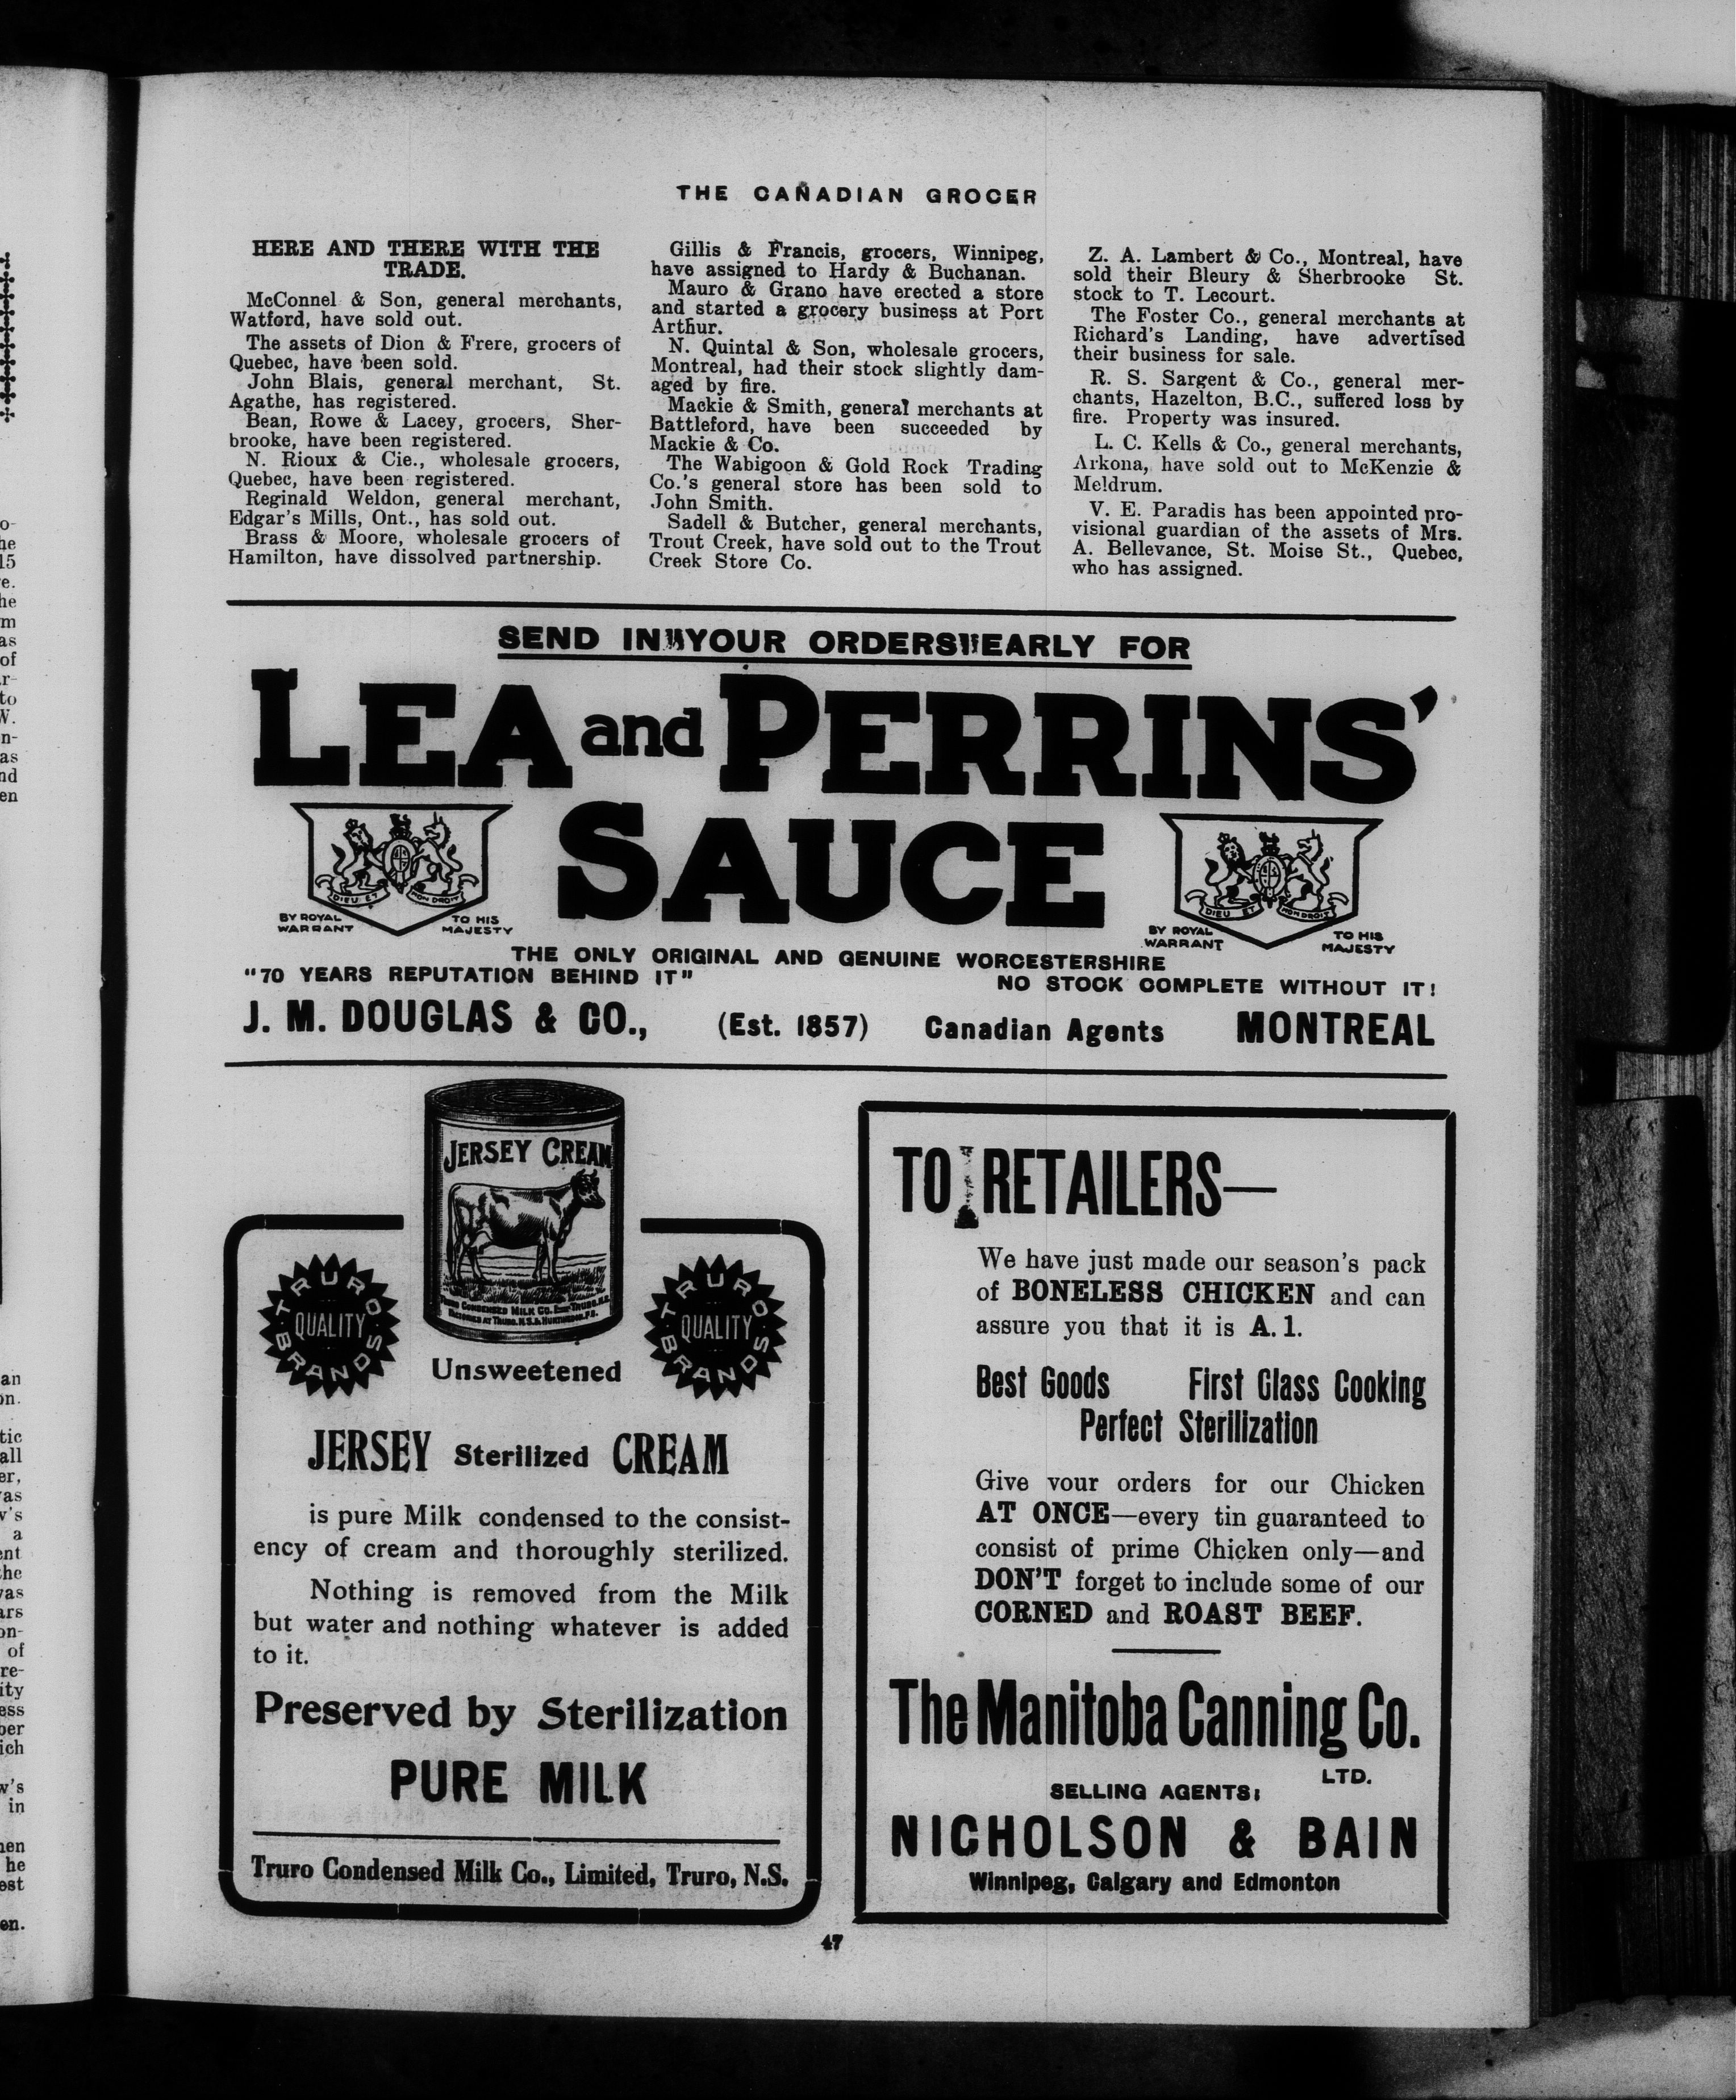 THE CANADIAN GROCER
HERE AND THERE WITH THE
TRADE.
McConnel & Son, general merchants,
Watford, have sold out.
The assets of Dion & Frere, grocers of
Quebec, have been sold.
John Blais, general merchant, St.
Agathe, has registered.
Bean, Rowe & Lacey, grocers, Sher-
brooke, have been registered.
N. Rioux & Cie., wholesale grocers,
Quebec, have been registered.
Reginald Weldon, general merchant,
Edgar's Mills, Ont., has sold out.
Brass & Moore, wholesale grocers of
Hamilton, have dissolved partnership.
Gillis & Francis, grocers, Winnipeg,
have assigned to Hardy & Buchanan.
Mauro & Grano have erected a store
and started a grocery business at Port
Arthur.
N. Quintal & Son, wholesale grocers,
Montreal, had their stock slightly dam-
aged by fire.
Mackie & Smith, general merchants at
Battleford, have been succeeded by
Mackie & Co.
The Wabigoon & Gold Rock Trading
Co.'s general store has been sold to
John Smith.
Sadell & Butcher, general merchants,
Trout Creek, have sold out to the Trout
Creek Store Co.
Z. A. Lambert & Co., Montreal, have
sold their Bleury & Sherbrooke St.
stock to T. Lecourt.
The Foster Co., general merchants at
Richard's Landing, have advertised
their business for sale.
R. S. Sargent & Co., general mer-
chants, Hazelton, B.C., suffered loss by
fire. Property was insured.
L. C. Kells & Co., general merchants,
Arkona, have sold out to McKenzie &
Meldrum.
V. E. Paradis has been appointed pro-
visional guardian of the assets of Mrs.
A. Bellevance, St. Moise St., Quebec,
who has assigned.
SEND IN YOUR ORDERS EARLY FOR
LEA and PERRINS'
SAUCE
DIEU ET MON DROIT
BY ROYAL WARRANT TO HIS MAJESTY
DIEU ET MON DROIT
BY ROYAL WARRANT TO HIS MAJESTY
THE ONLY ORIGINAL AND GENUINE WORCESTERSHIRE
"70 YEARS REPUTATION BEHIND IT" NO STOCK COMPLETE WITHOUT IT!
J. M. DOUGLAS & CO., (Est. 1857) Canadian Agents MONTREAL
JERSEY CREAM
TRURO CONDENSED MILK CO. LIMITED TRURO, N.S.
FACTORIES AT TRURO, N.S. & HUNTINGDON, P.Q.
TRURO QUALITY BRANDS
TRURO QUALITY BRANDS
Unsweetened
JERSEY Sterilized CREAM
is pure Milk condensed to the consist-
ency of cream and thoroughly sterilized.
Nothing is removed from the Milk
but water and nothing whatever is added
to it.
Preserved by Sterilization
PURE MILK
Truro Condensed Milk Co., Limited, Truro, N.S.
TO RETAILERS—
We have just made our season's pack
of BONELESS CHICKEN and can
assure you that it is A. 1.
Best Goods First Class Cooking
Perfect Sterilization
Give your orders for our Chicken
AT ONCE—every tin guaranteed to
consist of prime Chicken only—and
DON'T forget to include some of our
CORNED and ROAST BEEF.
The Manitoba Canning Co.
LTD.
SELLING AGENTS:
NICHOLSON & BAIN
Winnipeg, Calgary and Edmonton
47